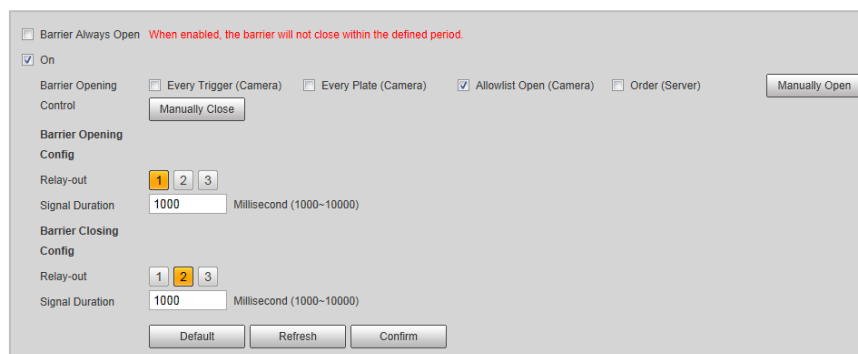 Barrier Always Open When enabled, the barrier will not close within the defined period.
On
Barrier Opening Control Every Trigger (Camera) Every Plate (Camera) Allowlist Open (Camera) Order (Server) Manually Open
Manually Close
Barrier Opening
Config
Relay-out 1 2 3
Signal Duration 1000 Millisecond (1000~10000)
Barrier Closing
Config
Relay-out 1 2 3
Signal Duration 1000 Millisecond (1000~10000)
Default Refresh Confirm